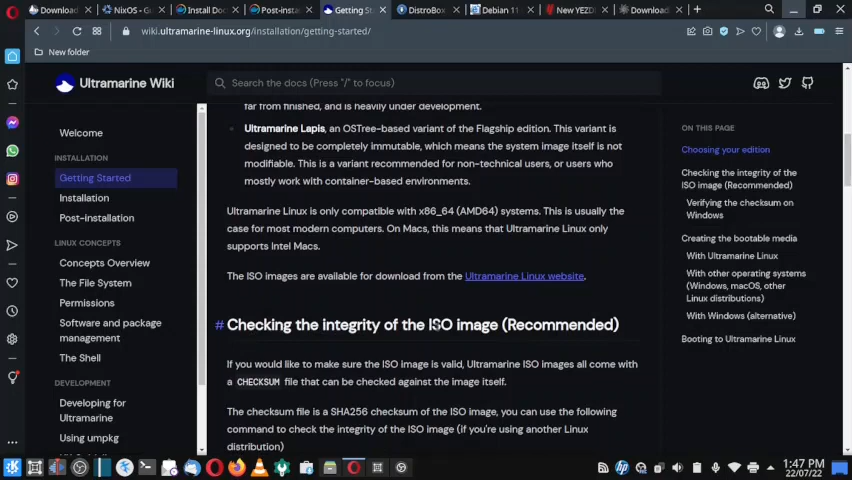 Download
NixOS - G
Install Doc
Post-insta
Getting St
DistroBox
Debian 11
New YEZD
Download
wiki.ultramarine-linux.org/installation/getting-started/
New folder
Ultramarine Wiki
Search the docs (Press "/" to focus)
Welcome
INSTALLATION
Getting Started
Installation
Post-installation
LINUX CONCEPTS
Concepts Overview
The File System
Permissions
Software and package
management
The Shell
DEVELOPMENT
Developing for
Ultramarine
Using umpkg
far from finished, and is heavily under development.
Ultramarine Lapis, an OSTree-based variant of the Flagship edition. This variant is
designed to be completely immutable, which means the system image itself is not
modifiable. This is a variant recommended for non-technical users, or users who
mostly work with container-based environments.
Ultramarine Linux is only compatible with x86_64 (AMD64) systems. This is usually the
case for most modern computers. On Macs, this means that Ultramarine Linux only
supports Intel Macs.
The ISO images are available for download from the Ultramarine Linux website.
# Checking the integrity of the ISO image (Recommended)
If you would like to make sure the ISO image is valid, Ultramarine ISO images all come with
a CHECKSUM file that can be checked against the image itself.
The checksum file is a SHA256 checksum of the ISO image, you can use the following
command to check the integrity of the ISO image (if you're using another Linux
distribution)
ON THIS PAGE
Choosing your edition
Checking the integrity of the
ISO image (Recommended)
Verifying the checksum on
Windows
Creating the bootable media
With Ultramarine Linux
With other operating systems
(Windows, macOS, other
Linux distributions)
With Windows (alternative)
Booting to Ultramarine Linux
1:47 PM
22/07/22